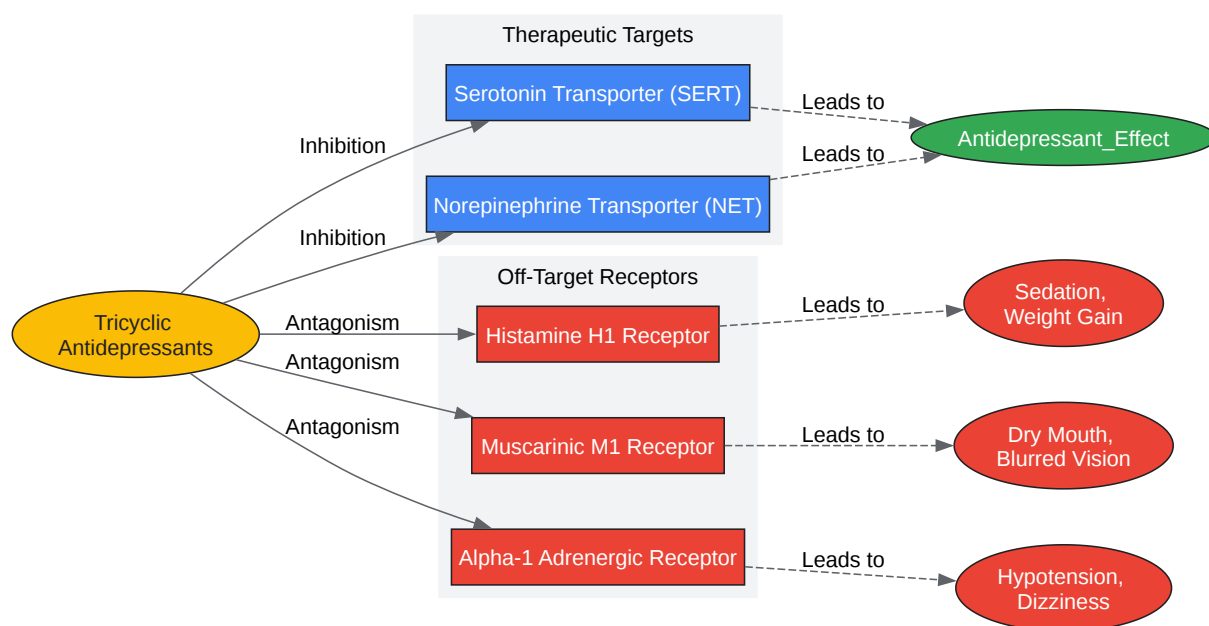 Therapeutic Targets
Serotonin Transporter (SERT)
Leads to
Antidepressant_Effect
Inhibition
Leads to
Norepinephrine Transporter (NET)
Inhibition
Off-Target Receptors
Tricyclic
Antidepressants
Antagonism
Histamine H1 Receptor
Leads to
Sedation,
Weight Gain
Antagonism
Muscarinic M1 Receptor
Leads to
Dry Mouth,
Blurred Vision
Antagonism
Alpha-1 Adrenergic Receptor
Leads to
Hypotension,
Dizziness